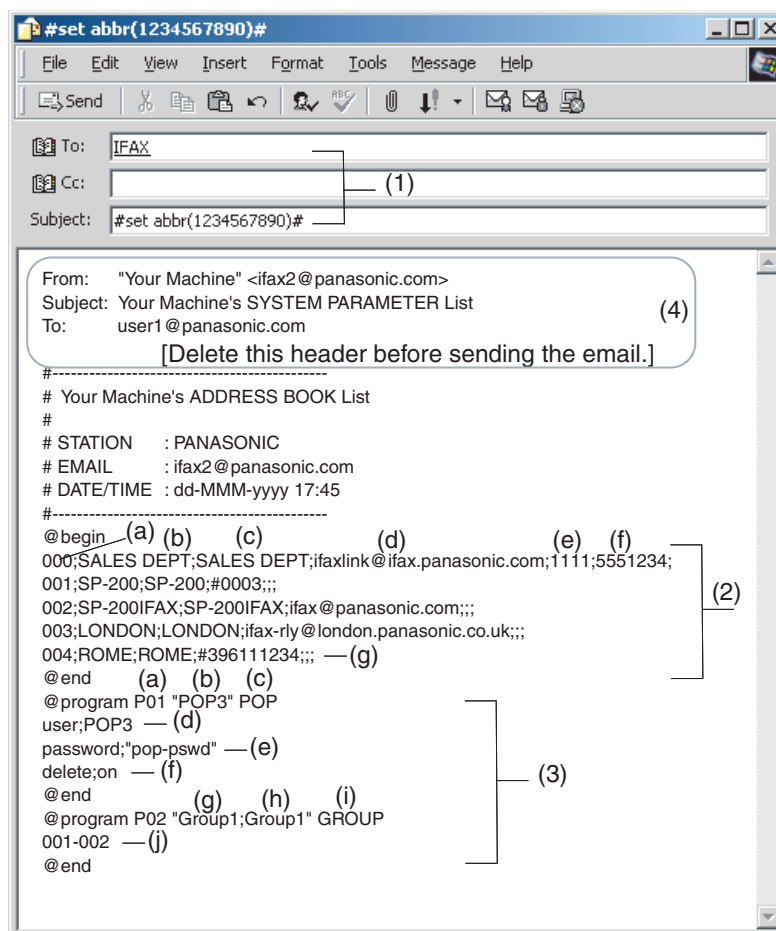 #set abbr(1234567890)#
File Edit View Insert Format Tools Message Help
Send ABC
To: IFAX
(1)
Cc:
Subject: #set abbr(1234567890)#
From: "Your Machine" <ifax2@panasonic.com>
Subject: Your Machine's SYSTEM PARAMETER List
(4)
To: user1@panasonic.com
[Delete this header before sending the email.]
#---------------------------------------------
# Your Machine's ADDRESS BOOK List
#
# STATION : PANASONIC
# EMAIL : ifax2@panasonic.com
# DATE/TIME : dd-MMM-yyyy 17:45
#---------------------------------------------
@begin (a) (b) (c) (d) (e) (f)
000;SALES DEPT;SALES DEPT;ifaxlink@ifax.panasonic.com;1111;5551234;
001;SP-200;SP-200;#0003;;;
(2)
002;SP-200IFAX;SP-200IFAX;ifax@panasonic.com;;;
003;LONDON;LONDON;ifax-rly@london.panasonic.co.uk;;;
004;ROME;ROME;#396111234;;; (g)
@end (a) (b) (c)
@program P01 "POP3" POP
user;POP3 (d)
password;"pop-pswd" (e)
delete;on (f)
(3)
@end (g) (h) (i)
@program P02 "Group1;Group1" GROUP
001-002 (j)
@end